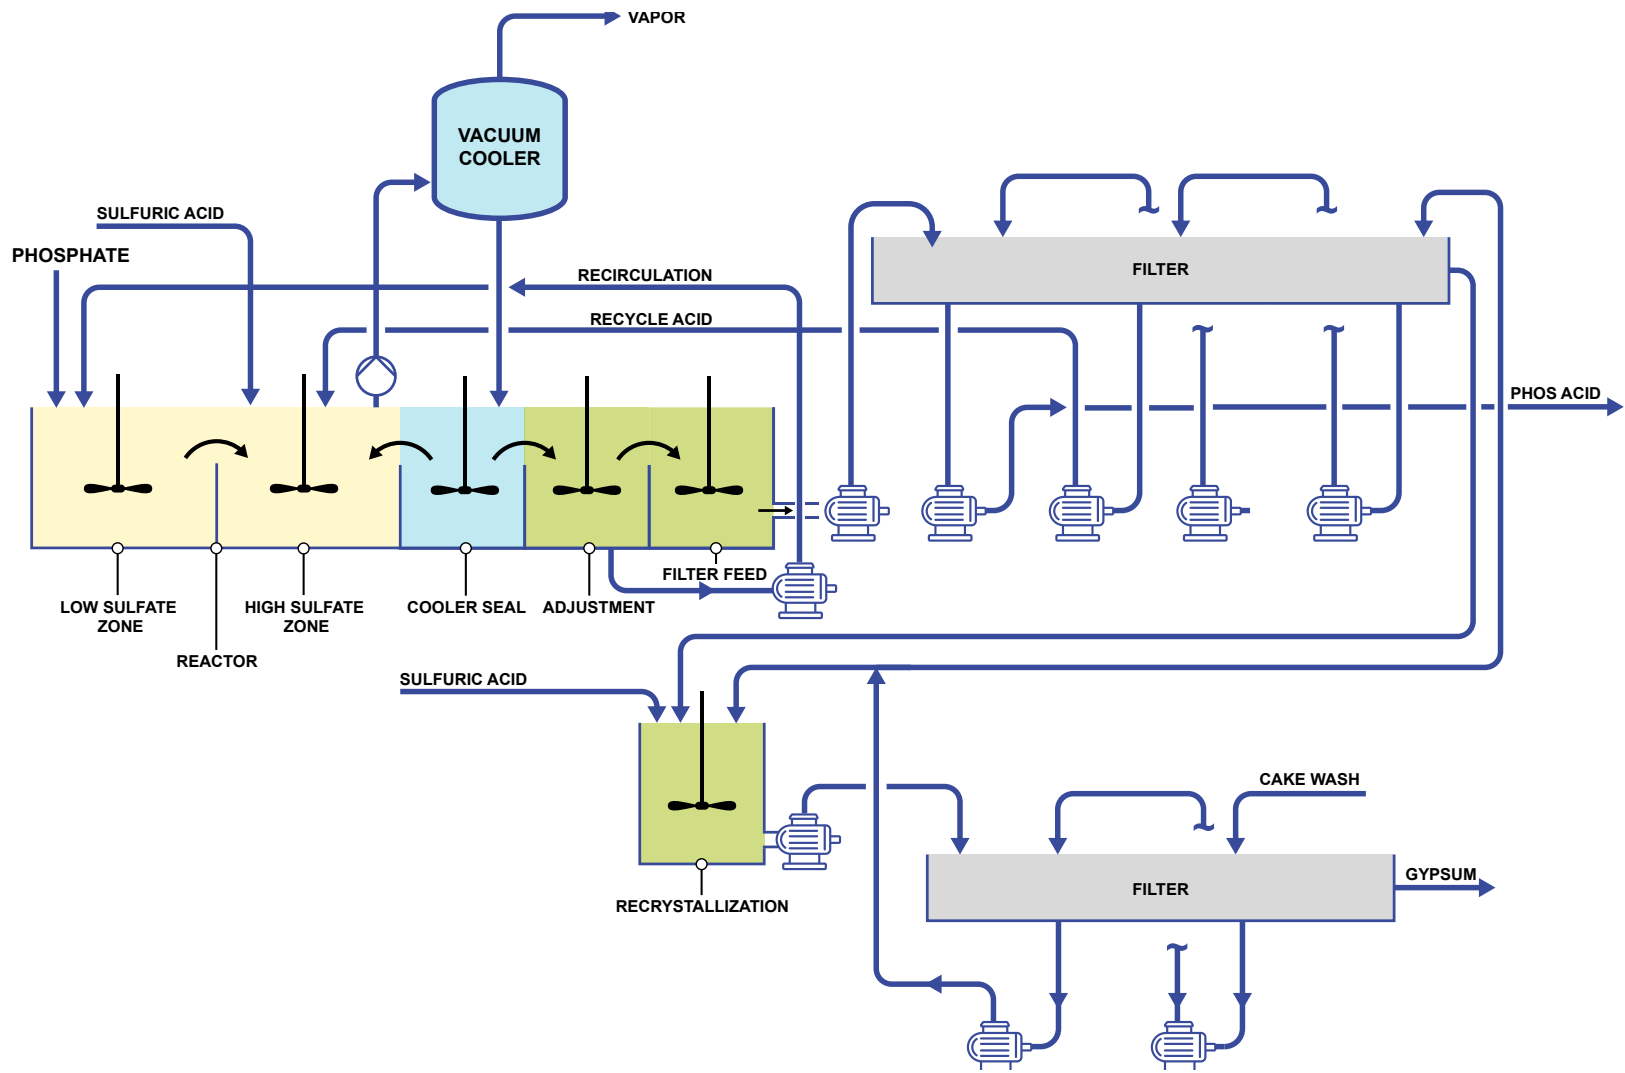 VAPOR
VACUUM
COOLER
SULFURIC ACID
PHOSPHATE
RECIRCULATION
RECYCLE ACID
FILTER
PHOS ACID
FILTER FEED
LOW SULFATE
ZONE
HIGH SULFATE
ZONE
COOLER SEAL
ADJUSTMENT
REACTOR
SULFURIC ACID
CAKE WASH
GYPSUM
FILTER
RECRYSTALLIZATION